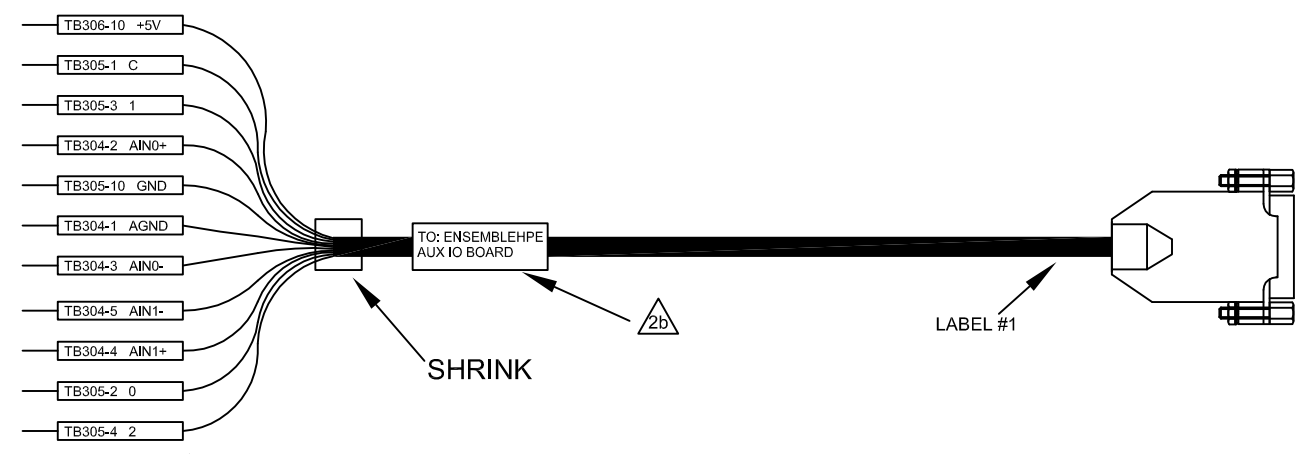 TB306-10 +5V
TB305-1 C
TB305-3 1
TB304-2 AIN0+
TB305-10 GND
TB304-1 AGND
TB304-3 AIN0-
TB304-5 AIN1-
TB304-4 AIN1+
TB305-2 0
TB305-4 2
TO: ENSEMBLEHPE
AUX IO BOARD
2b
SHRINK
LABEL #1